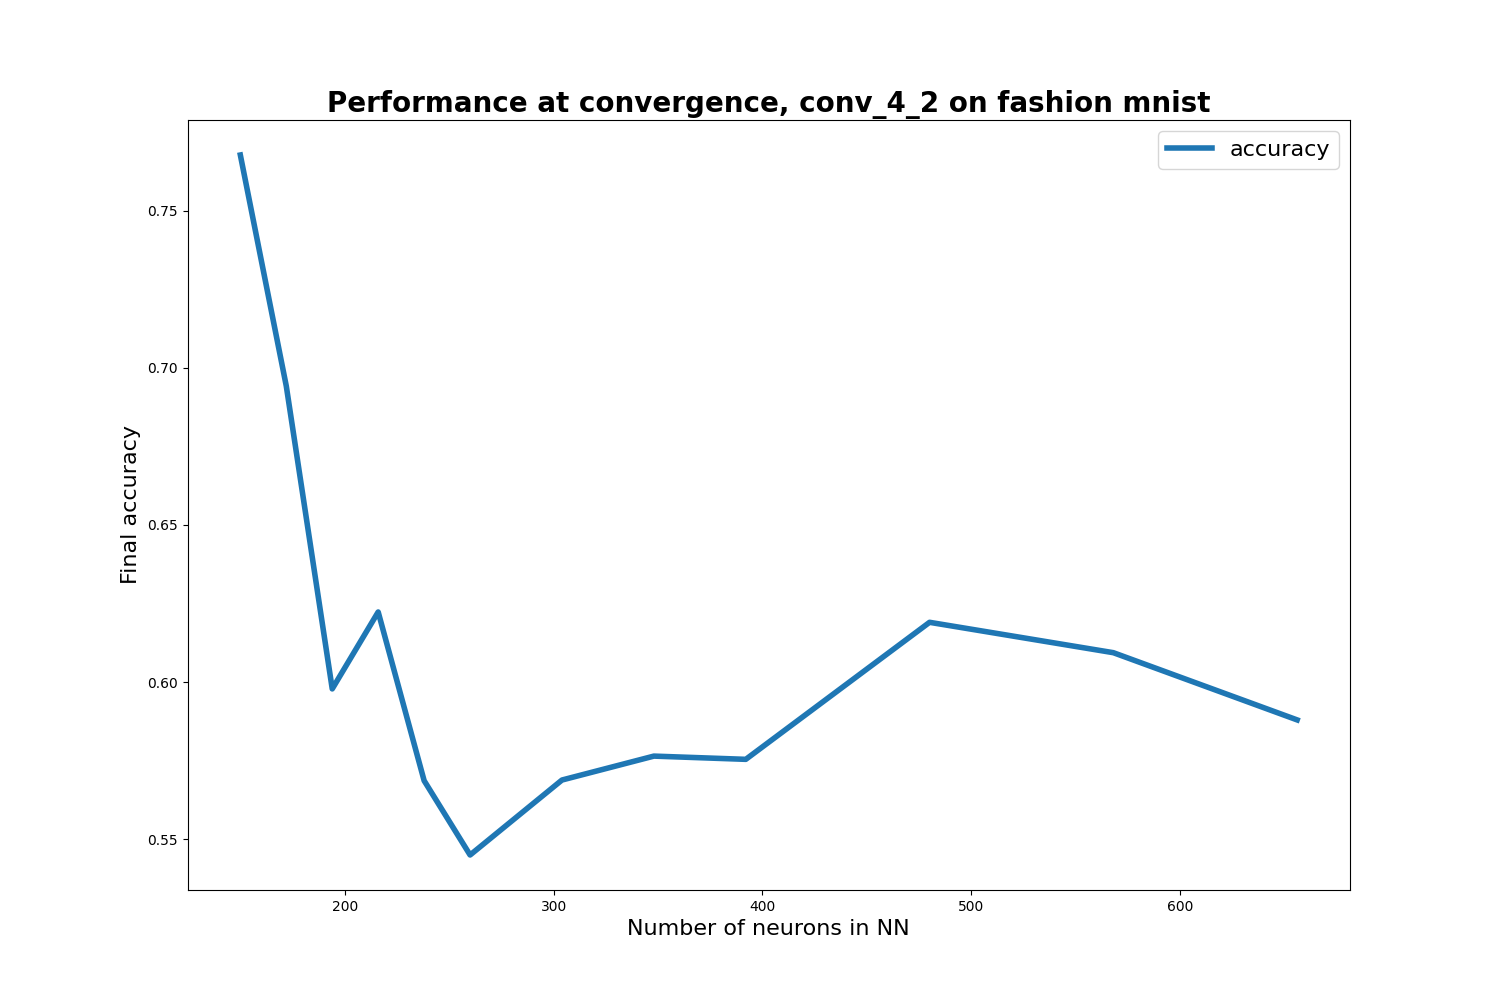 Performance at convergence, conv_4_2 on fashion mnist
accuracy
0.75
0.70
0.65
0.60
0.55
Final accuracy
200 300 400 500 600
Number of neurons in NN